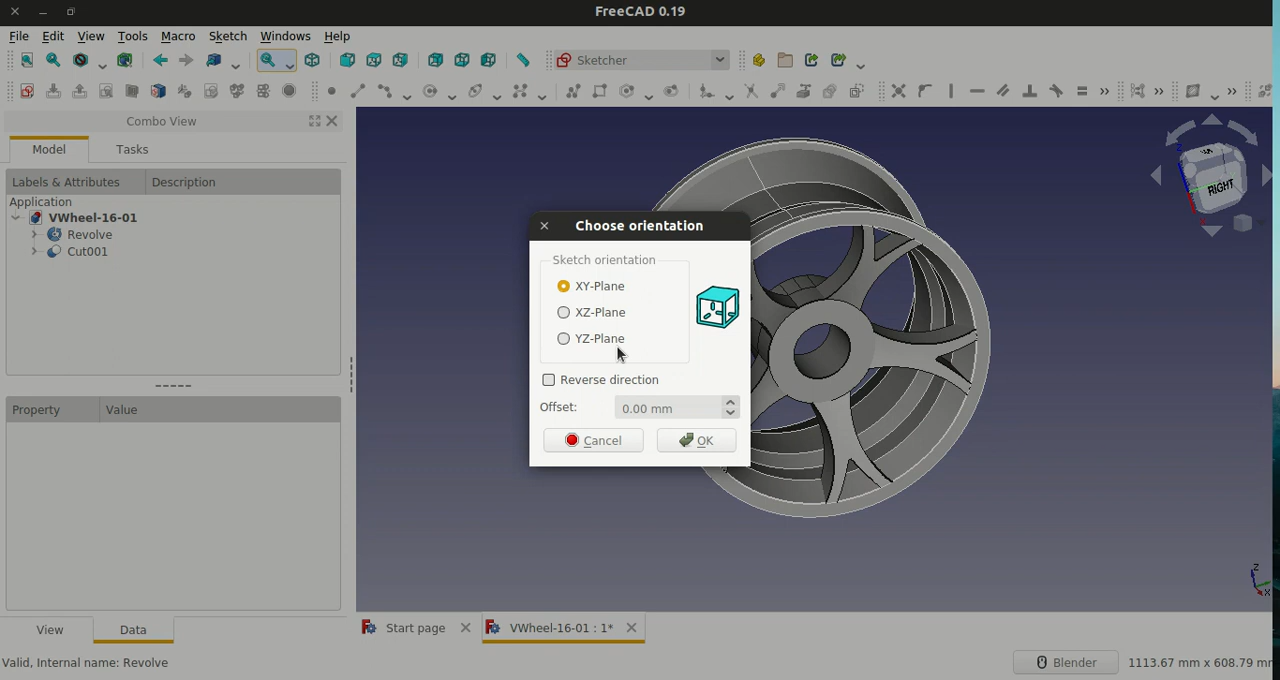 FreeCAD 0.19
File Edit View Tools Macro Sketch Windows Help
Sketcher
Combo View
Model Tasks
Labels & Attributes Description
Application
VWheel-16-01
Revolve
Cut001
RIGHT
Z
Choose orientation
Sketch orientation
XY-Plane
XZ-Plane
YZ-Plane
Reverse direction
Offset: 0.00 mm
Cancel OK
Property Value
Z
X
View Data
Start page VWheel-16-01 : 1*
Valid, Internal name: Revolve
Blender 1113.67 mm x 608.79 mm